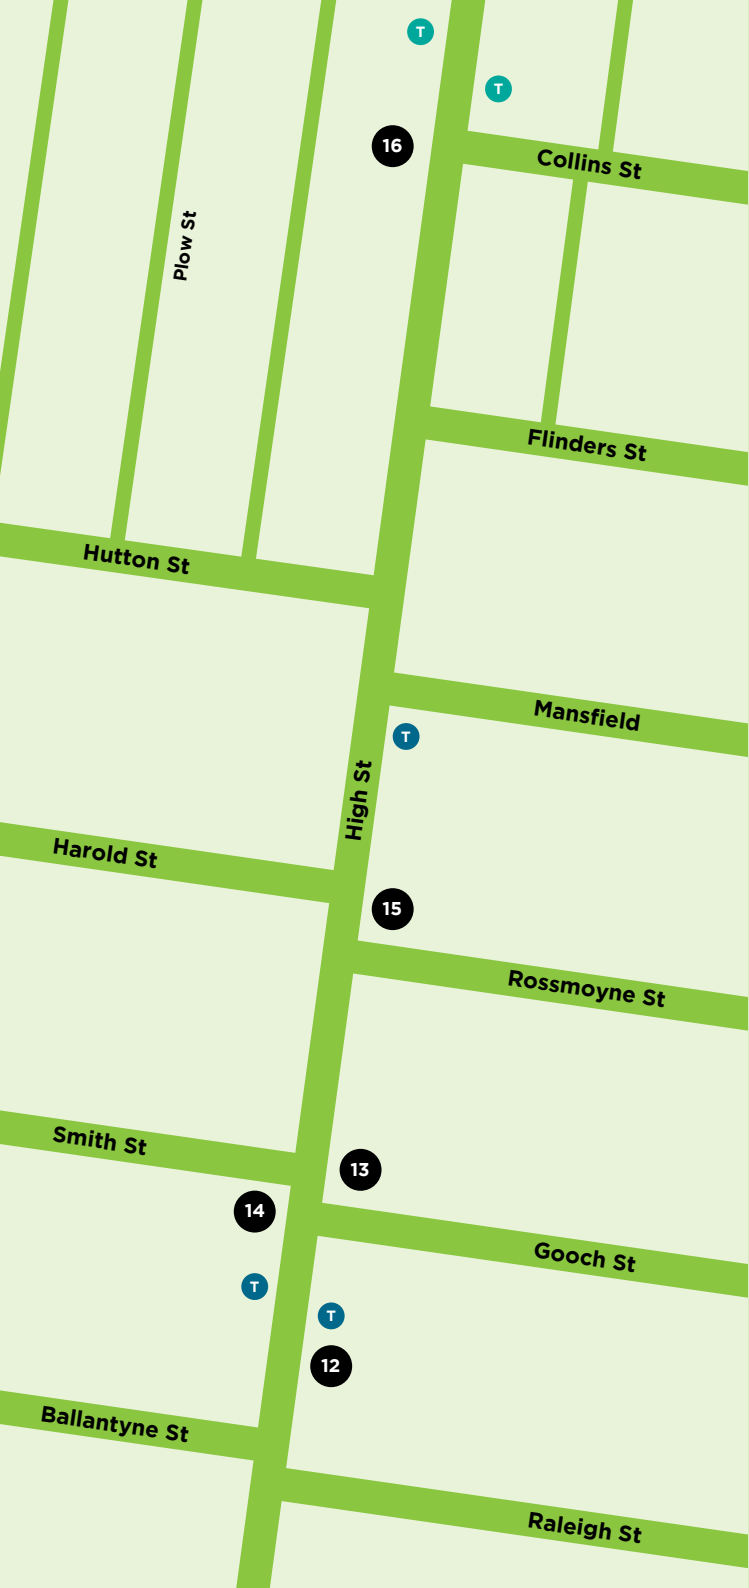 T
T
16
Collins St
Plow St
Flinders St
Hutton St
Mansfield
T
High St
Harold St
15
Rossmoyne St
Smith St
13
14
Gooch St
T
T
12
Ballantyne St
Raleigh St